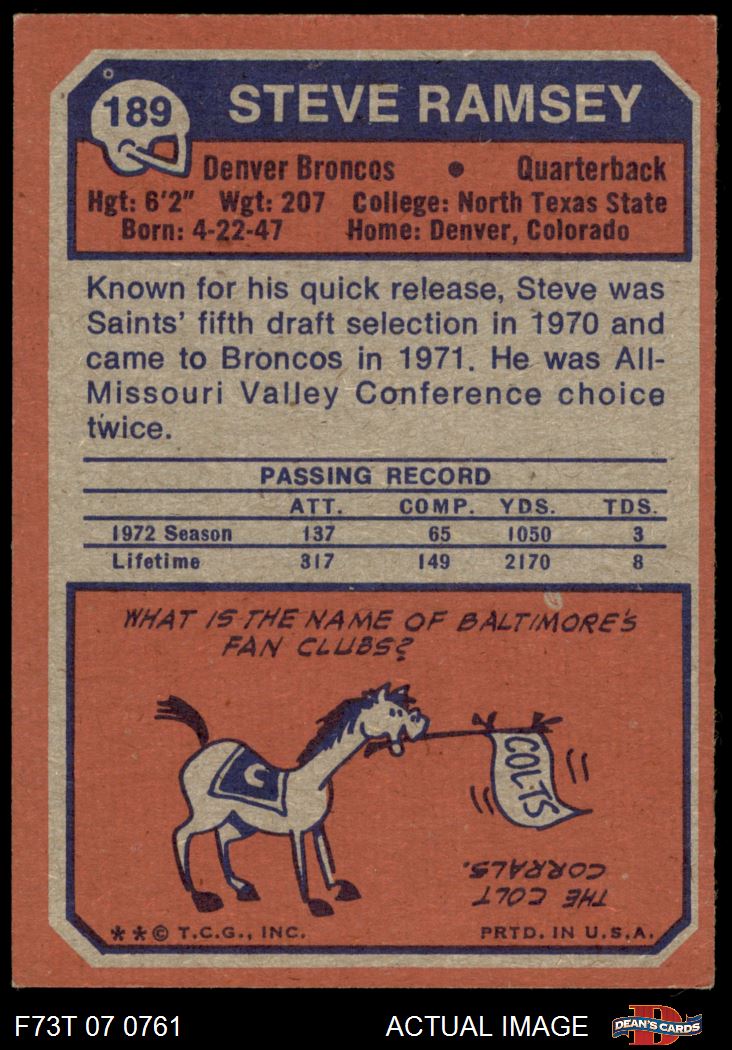 189
STEVE RAMSEY
Denver Broncos • Quarterback
Hgt: 6'2" Wgt: 207 College: North Texas State
Born: 4-22-47 Home: Denver, Colorado
Known for his quick release, Steve was
Saints' fifth draft selection in 1970 and
came to Broncos in 1971. He was All-
Missouri Valley Conference choice
twice.
PASSING RECORD
ATT. COMP. YDS. TDS.
1972 Season 137 65 1050 3
Lifetime 317 149 2170 8
WHAT IS THE NAME OF BALTIMORE'S
FAN CLUBS?
C
COLTS
THE COLT
CORRALS.
**© T.C.G., INC. PRTD. IN U.S.A.
F73T 07 0761 ACTUAL IMAGE
D
DEAN'S CARDS